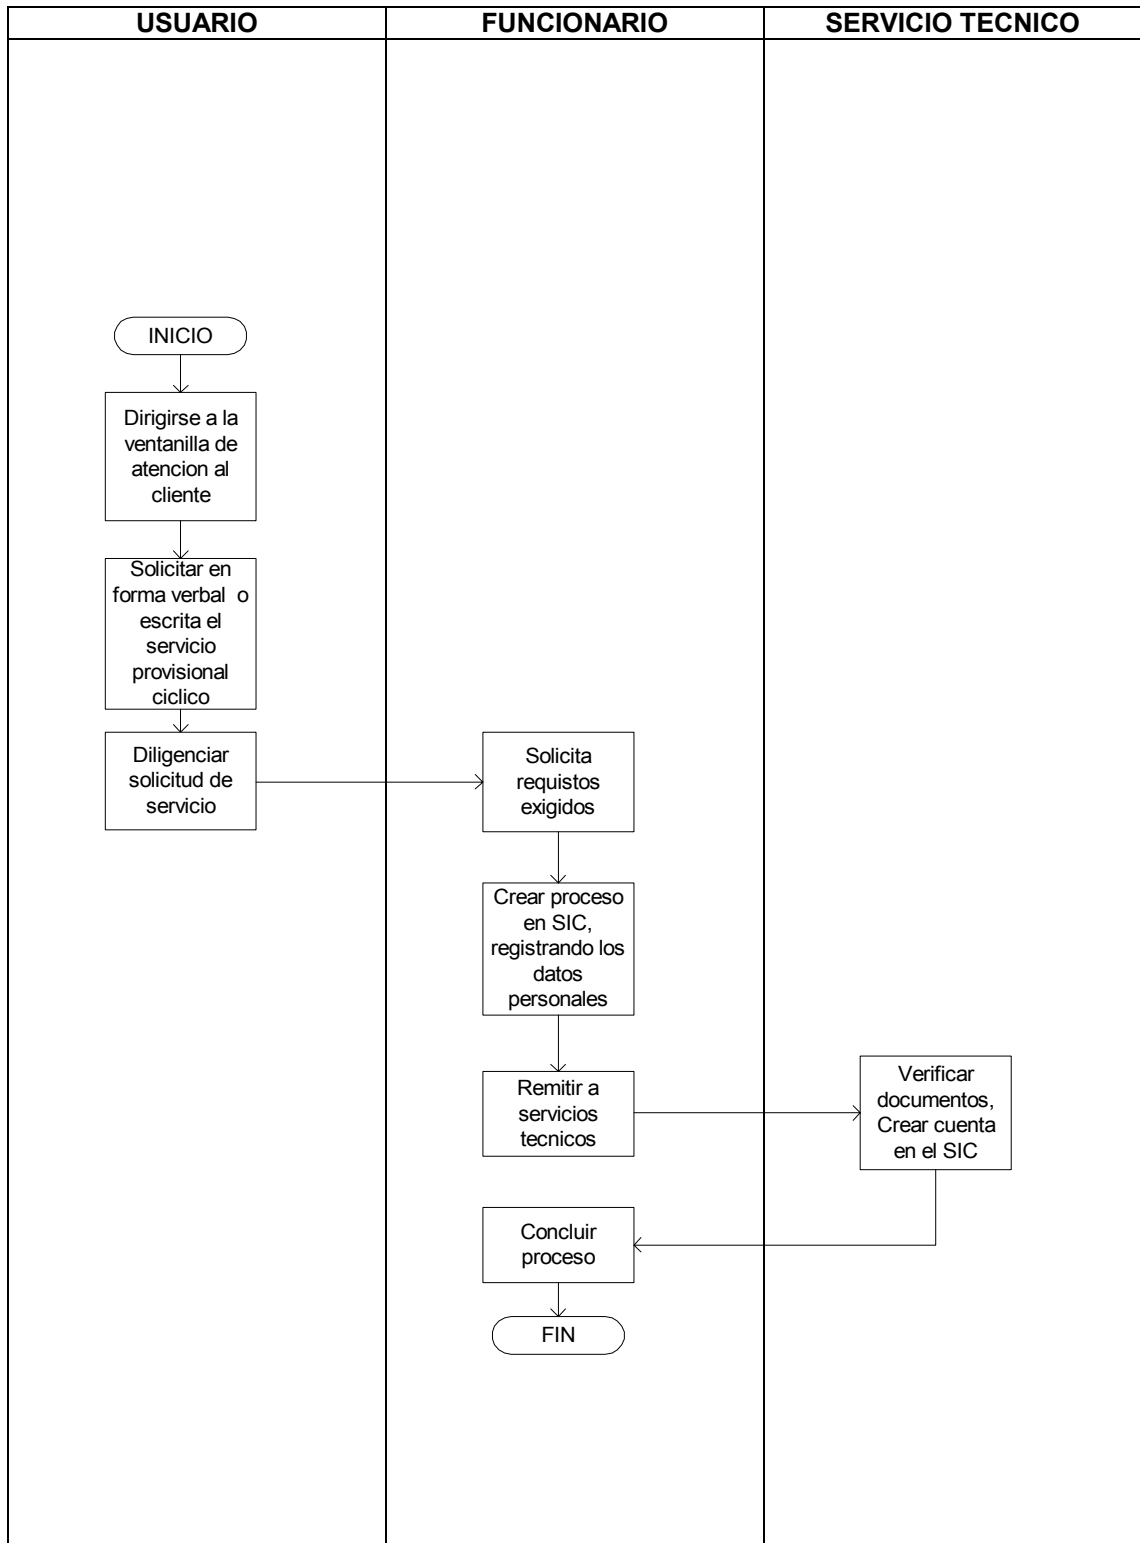 USUARIO
FUNCIONARIO
SERVICIO TECNICO
INICIO
Dirigirse a la
ventanilla de
atencion al
cliente
Solicitar en
forma verbal  o
escrita el
servicio
provisional
ciclico
Diligenciar
solicitud de
servicio
Solicita
requistos
exigidos
Crear proceso
en SIC,
registrando los
datos
personales
Remitir a
servicios
tecnicos
Verificar
documentos,
Crear cuenta
en el SIC
Concluir
proceso
FIN